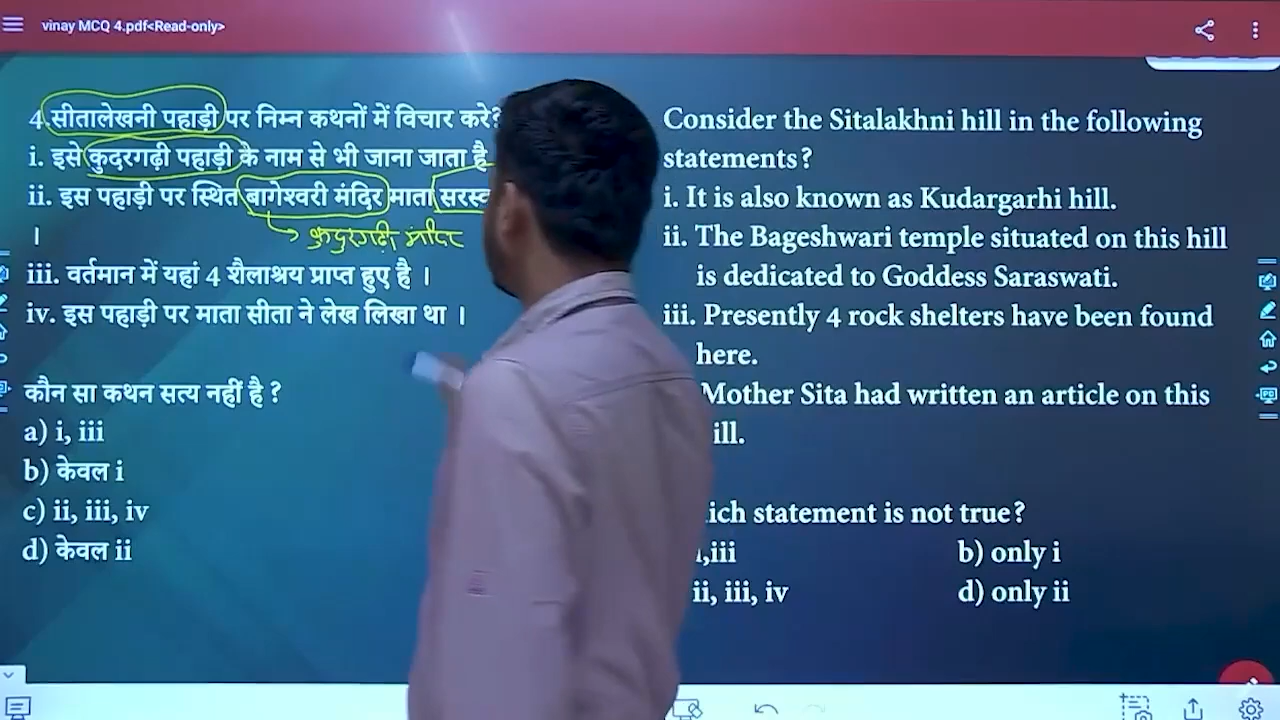 vinay MCQ 4.pdf<Read-only>
4.सीतालेखनी पहाड़ी पर निम्न कथनों में विचार करे?
i. इसे कुदरगढ़ी पहाड़ी के नाम से भी जाना जाता है
ii. इस पहाड़ी पर स्थित बागेश्वरी मंदिर माता
कुदरगढ़ी मंदिर
।
iii. वर्तमान में यहां 4 शैलाश्रय प्राप्त हुए है ।
iv. इस पहाड़ी पर माता सीता ने लेख लिखा था ।
कौन सा कथन सत्य नहीं है ?
a) i, iii
b) केवल i
c) ii, iii, iv
d) केवल ii
Consider the Sitalakhni hill in the following
statements?
i. It is also known as Kudargarhi hill.
ii. The Bageshwari temple situated on this hill
is dedicated to Goddess Saraswati.
iii. Presently 4 rock shelters have been found
here.
Mother Sita had written an article on this
statement is not true?
,iii
b) only i
ii, iii, iv
d) only ii